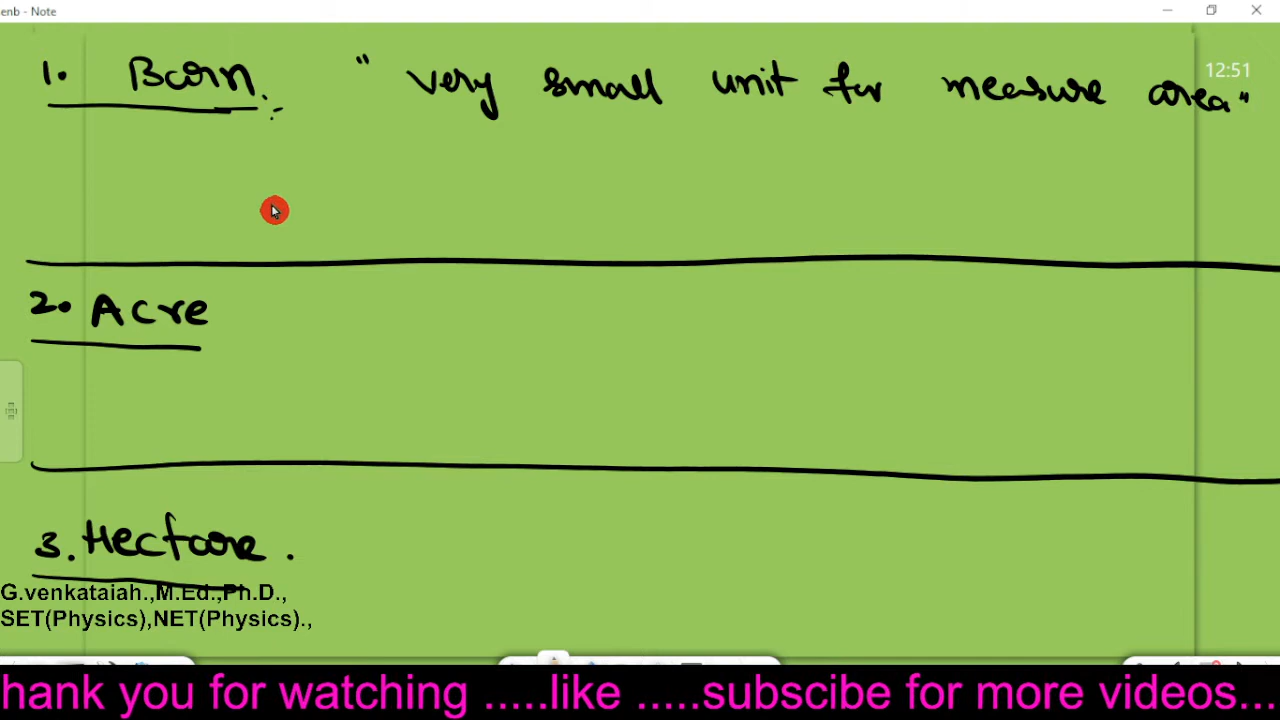 enb - Note
1. Barn :- " very small unit for measure area"
12:51
2. Acre
3. Hectare .
G.venkataiah.,M.Ed.,Ph.D.,
SET(Physics),NET(Physics).,
hank you for watching .....like .....subscibe for more videos...